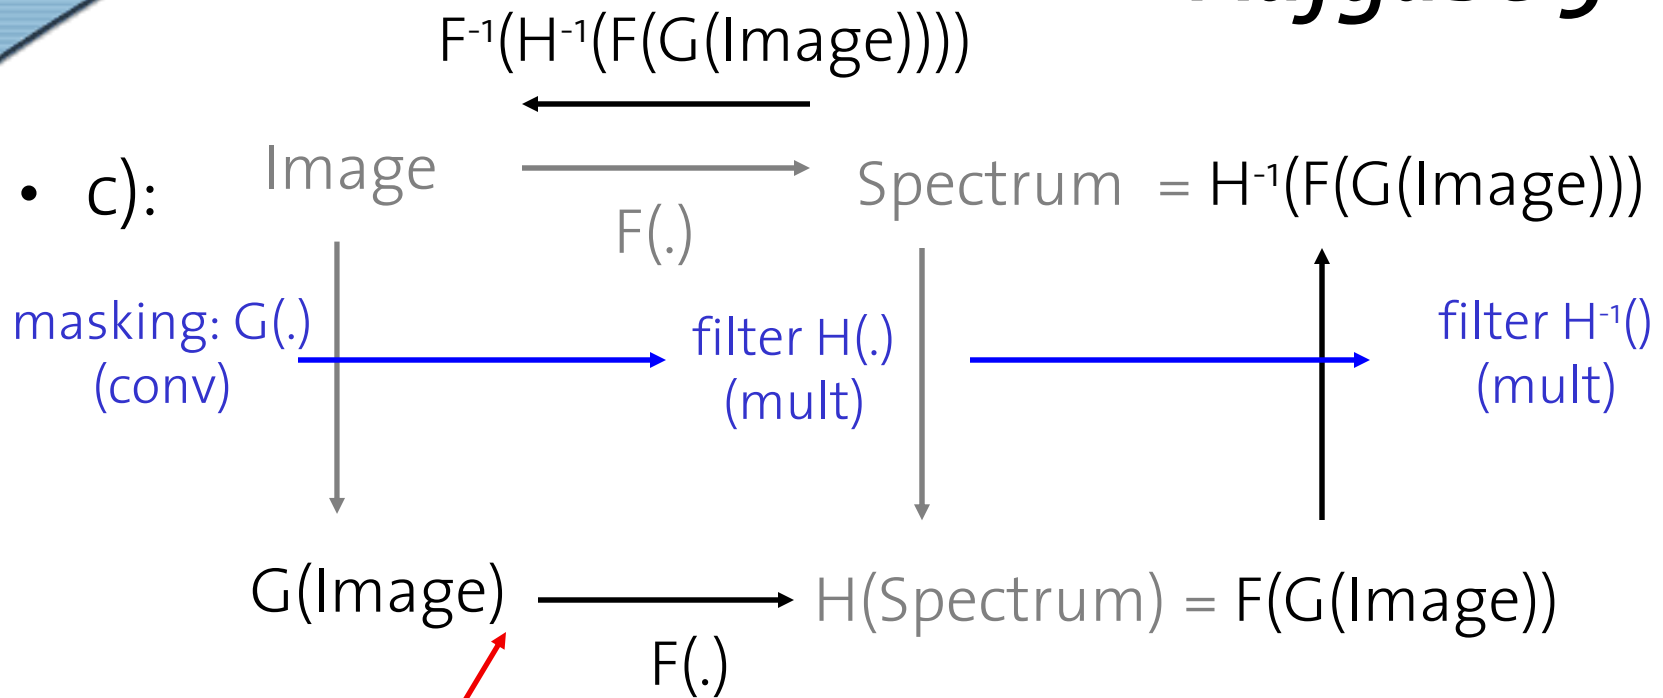 F⁻¹(H⁻¹(F(G(Image))))
• c): Image Spectrum = H⁻¹(F(G(Image)))
F(.)
masking: G(.)
(conv)
filter H(.)
(mult)
filter H⁻¹()
(mult)
G(Image) H(Spectrum) = F(G(Image))
F(.)